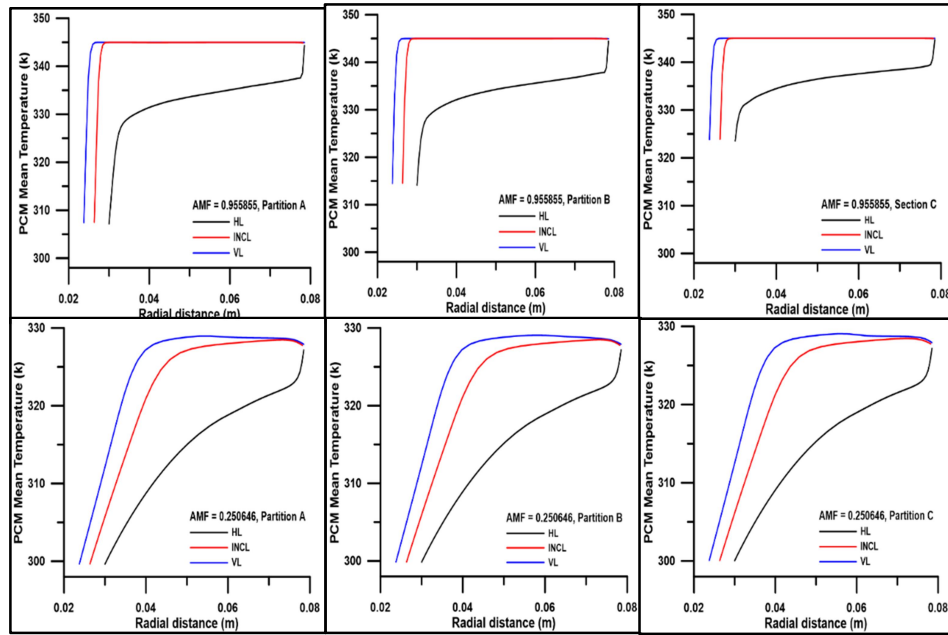 350
340
330
320
310
300
PCM Mean Temperature (k)
AMF = 0.955855, Partition A
HL
INCL
VL
0.02 0.04 0.06 0.08
Radial distance (m)
350
340
330
320
310
300
PCM Mean Temperature (k)
AMF = 0.955855, Partition B
HL
INCL
VL
0.02 0.04 0.06 0.08
Radial distance (m)
350
340
330
320
310
300
PCM Mean Temperature (k)
AMF = 0.955855, Section C
HL
INCL
VL
0.02 0.04 0.06 0.08
Radial distance (m)
330
320
310
300
PCM Mean Temperature (k)
AMF = 0.250646, Partition A
HL
INCL
VL
0.02 0.04 0.06 0.08
Radial distance (m)
330
320
310
300
PCM Mean Temperature (k)
AMF = 0.250646, Partition B
HL
INCL
VL
0.02 0.04 0.06 0.08
Radial distance (m)
330
320
310
300
PCM Mean Temperature (k)
AMF = 0.250646, Partition C
HL
INCL
VL
0.02 0.04 0.06 0.08
Radial distance (m)